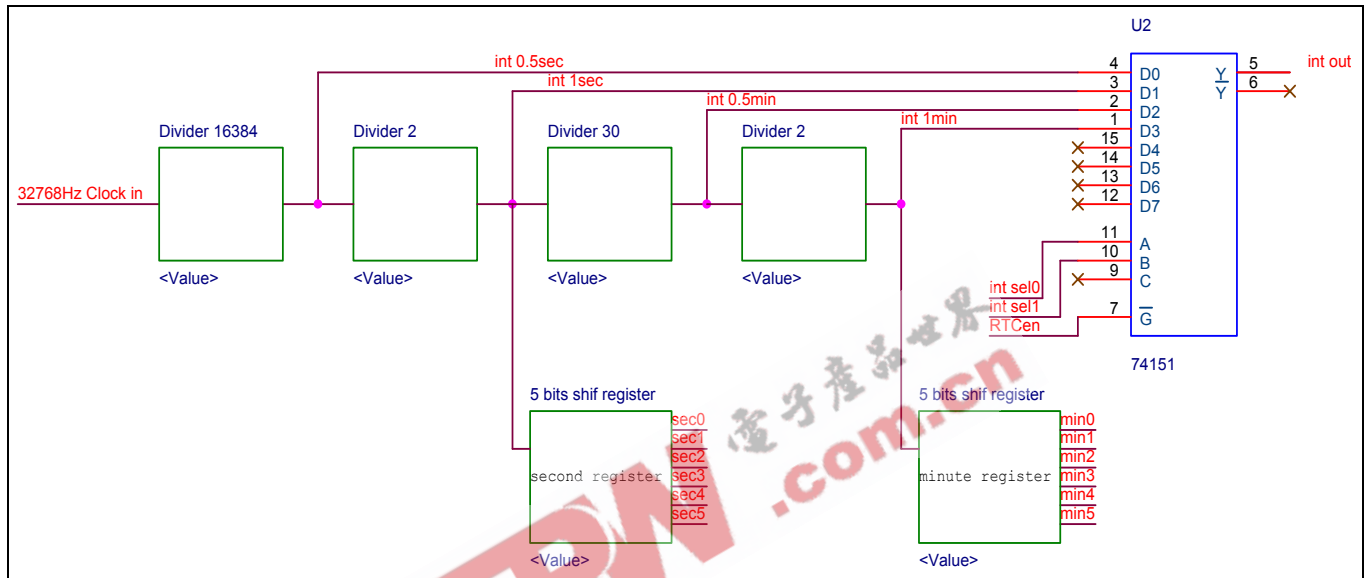 U2
int 0.5sec
int 1sec
int 0.5min
int 1min
int out
4 D0
3 D1
2 D2
1 D3
15 D4
14 D5
13 D6
12 D7
11 A
10 B
9 C
7 G
Y 5
Y 6
Divider 16384
Divider 2
Divider 30
Divider 2
32768Hz Clock in
<Value>
<Value>
<Value>
<Value>
int sel0
int sel1
RTCen
74151
5 bits shif register
second register
sec0
sec1
sec2
sec3
sec4
sec5
<Value>
5 bits shif register
minute register
min0
min1
min2
min3
min4
min5
<Value>
電子產品世界
.com.cn